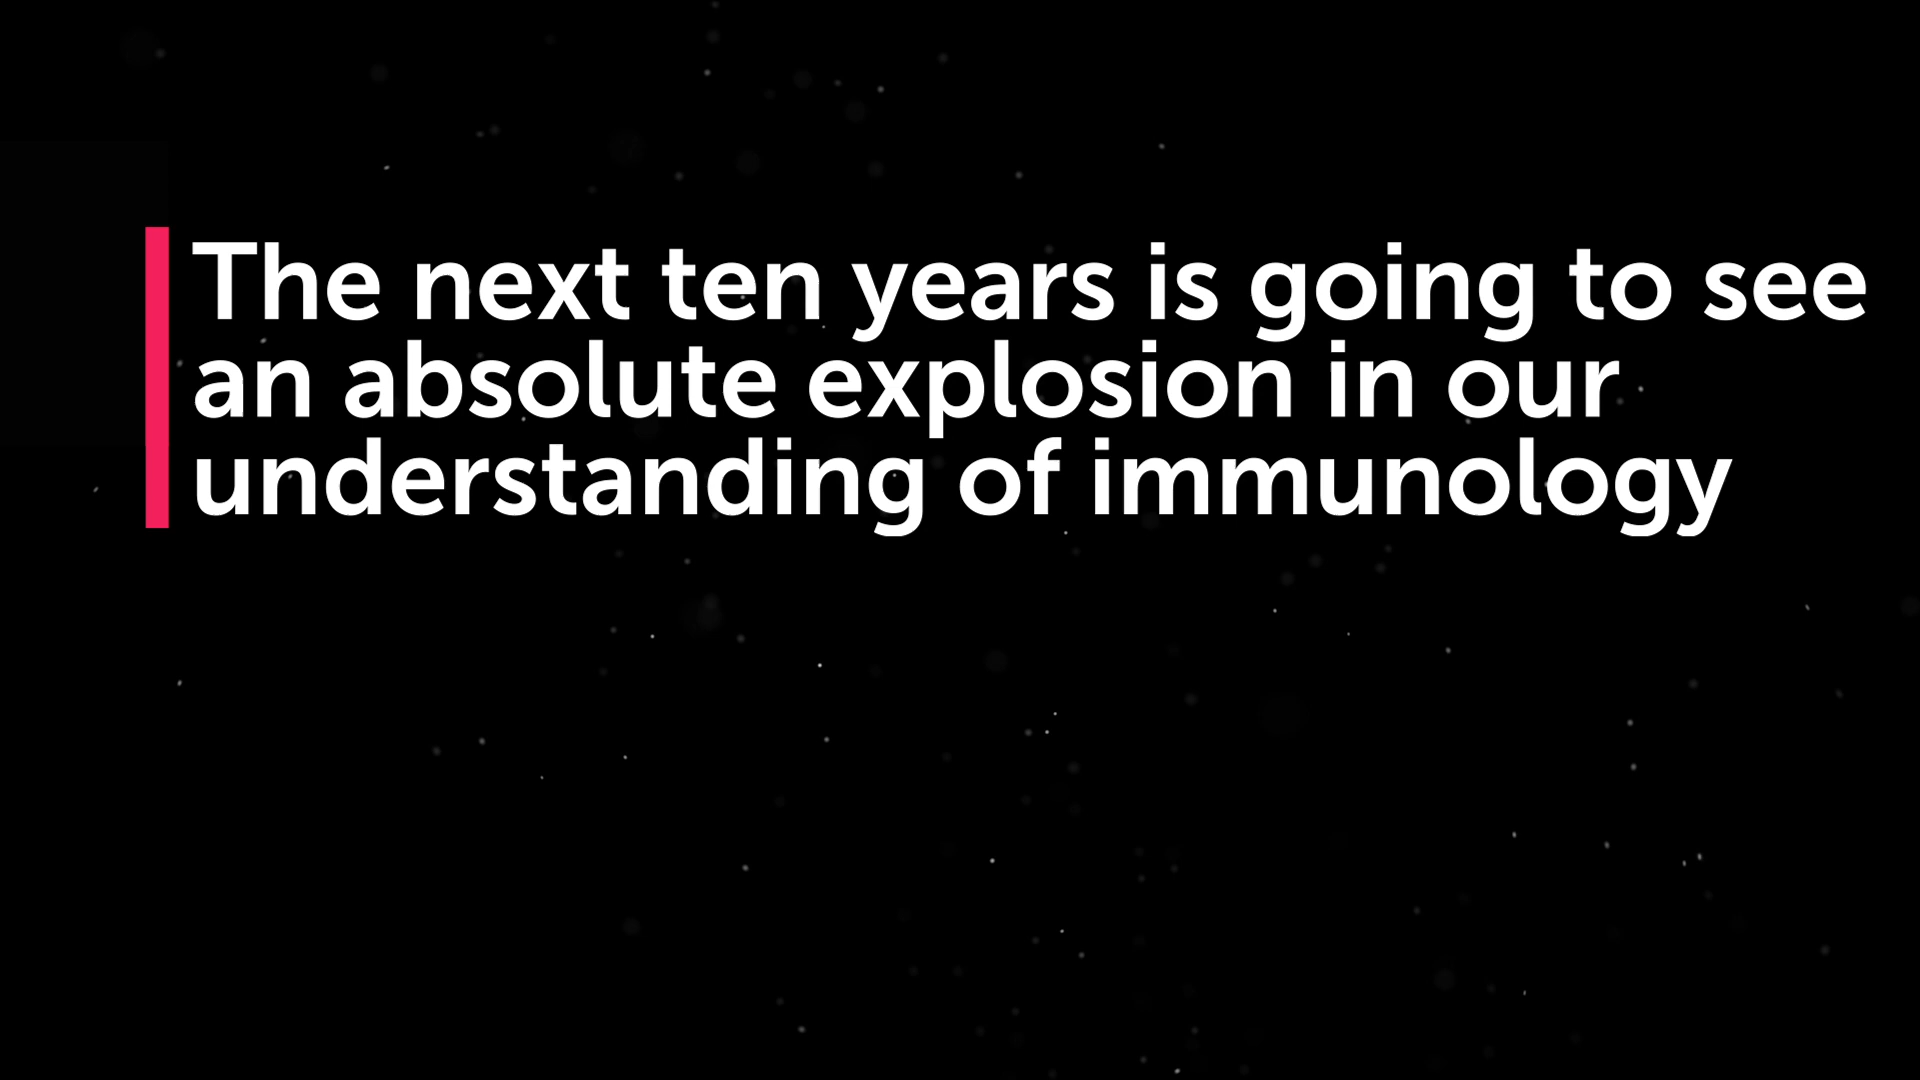 The next ten years is going to see
an absolute explosion in our
understanding of immunology